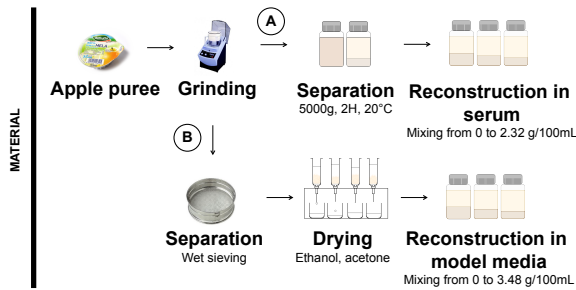 MATERIAL
A
Apple puree
Grinding
Separation
5000g, 2H, 20°C
Reconstruction in
serum
Mixing from 0 to 2.32 g/100mL
B
Separation
Wet sieving
Drying
Ethanol, acetone
Reconstruction in
model media
Mixing from 0 to 3.48 g/100mL